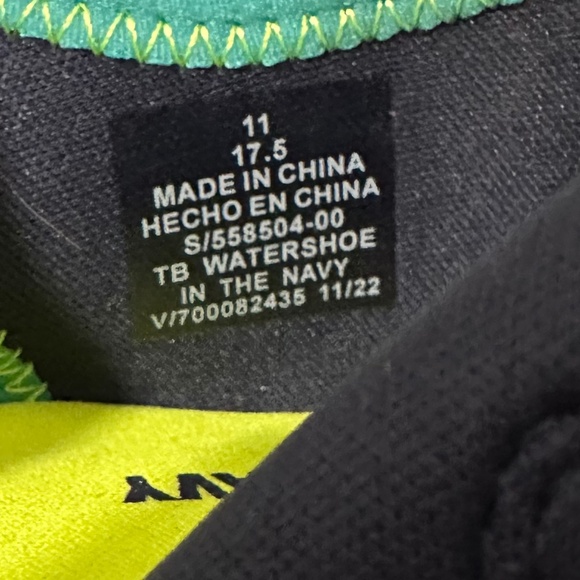 11
17.5
MADE IN CHINA
HECHO EN CHINA
S/558504-00
TB WATERSHOE
IN THE NAVY
V/700082435 11/22